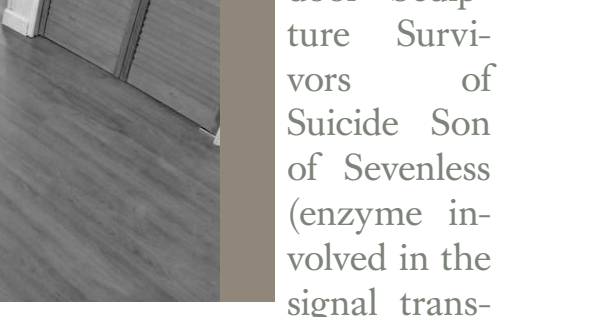 ture Survi-
vors of
Suicide Son
of Sevenless
(enzyme in-
volved in the
signal trans-